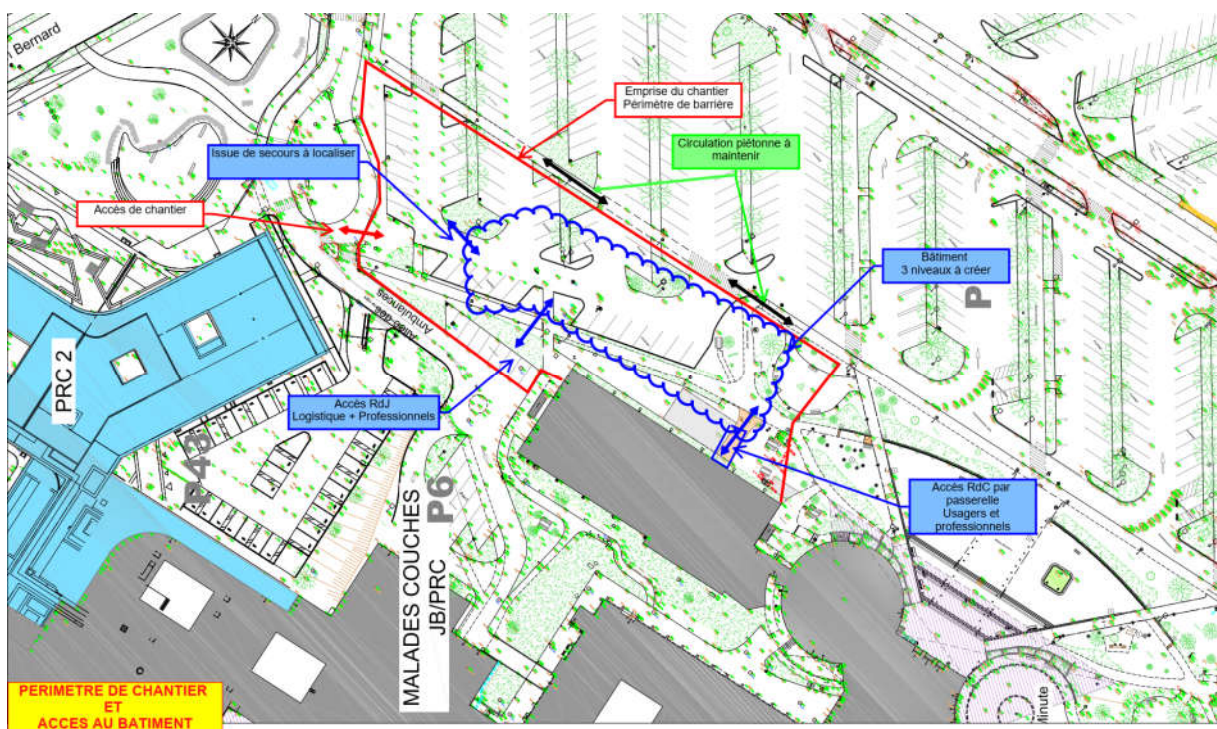 Bernard
Emprise du chantier
Périmètre de barrière
Circulation piétonne à
maintenir
Issue de secours à localiser
Accès de chantier
Bâtiment
3 niveaux à créer
P
Allée des
Ambulances
PRC 2
Accès RdJ
Logistique + Professionnels
P43
MALADES COUCHES
JB/PRC
P6
Accès RdC par
passerelle
Usagers et
professionnels
Minute
PERIMETRE DE CHANTIER
ET
ACCES AU BATIMENT